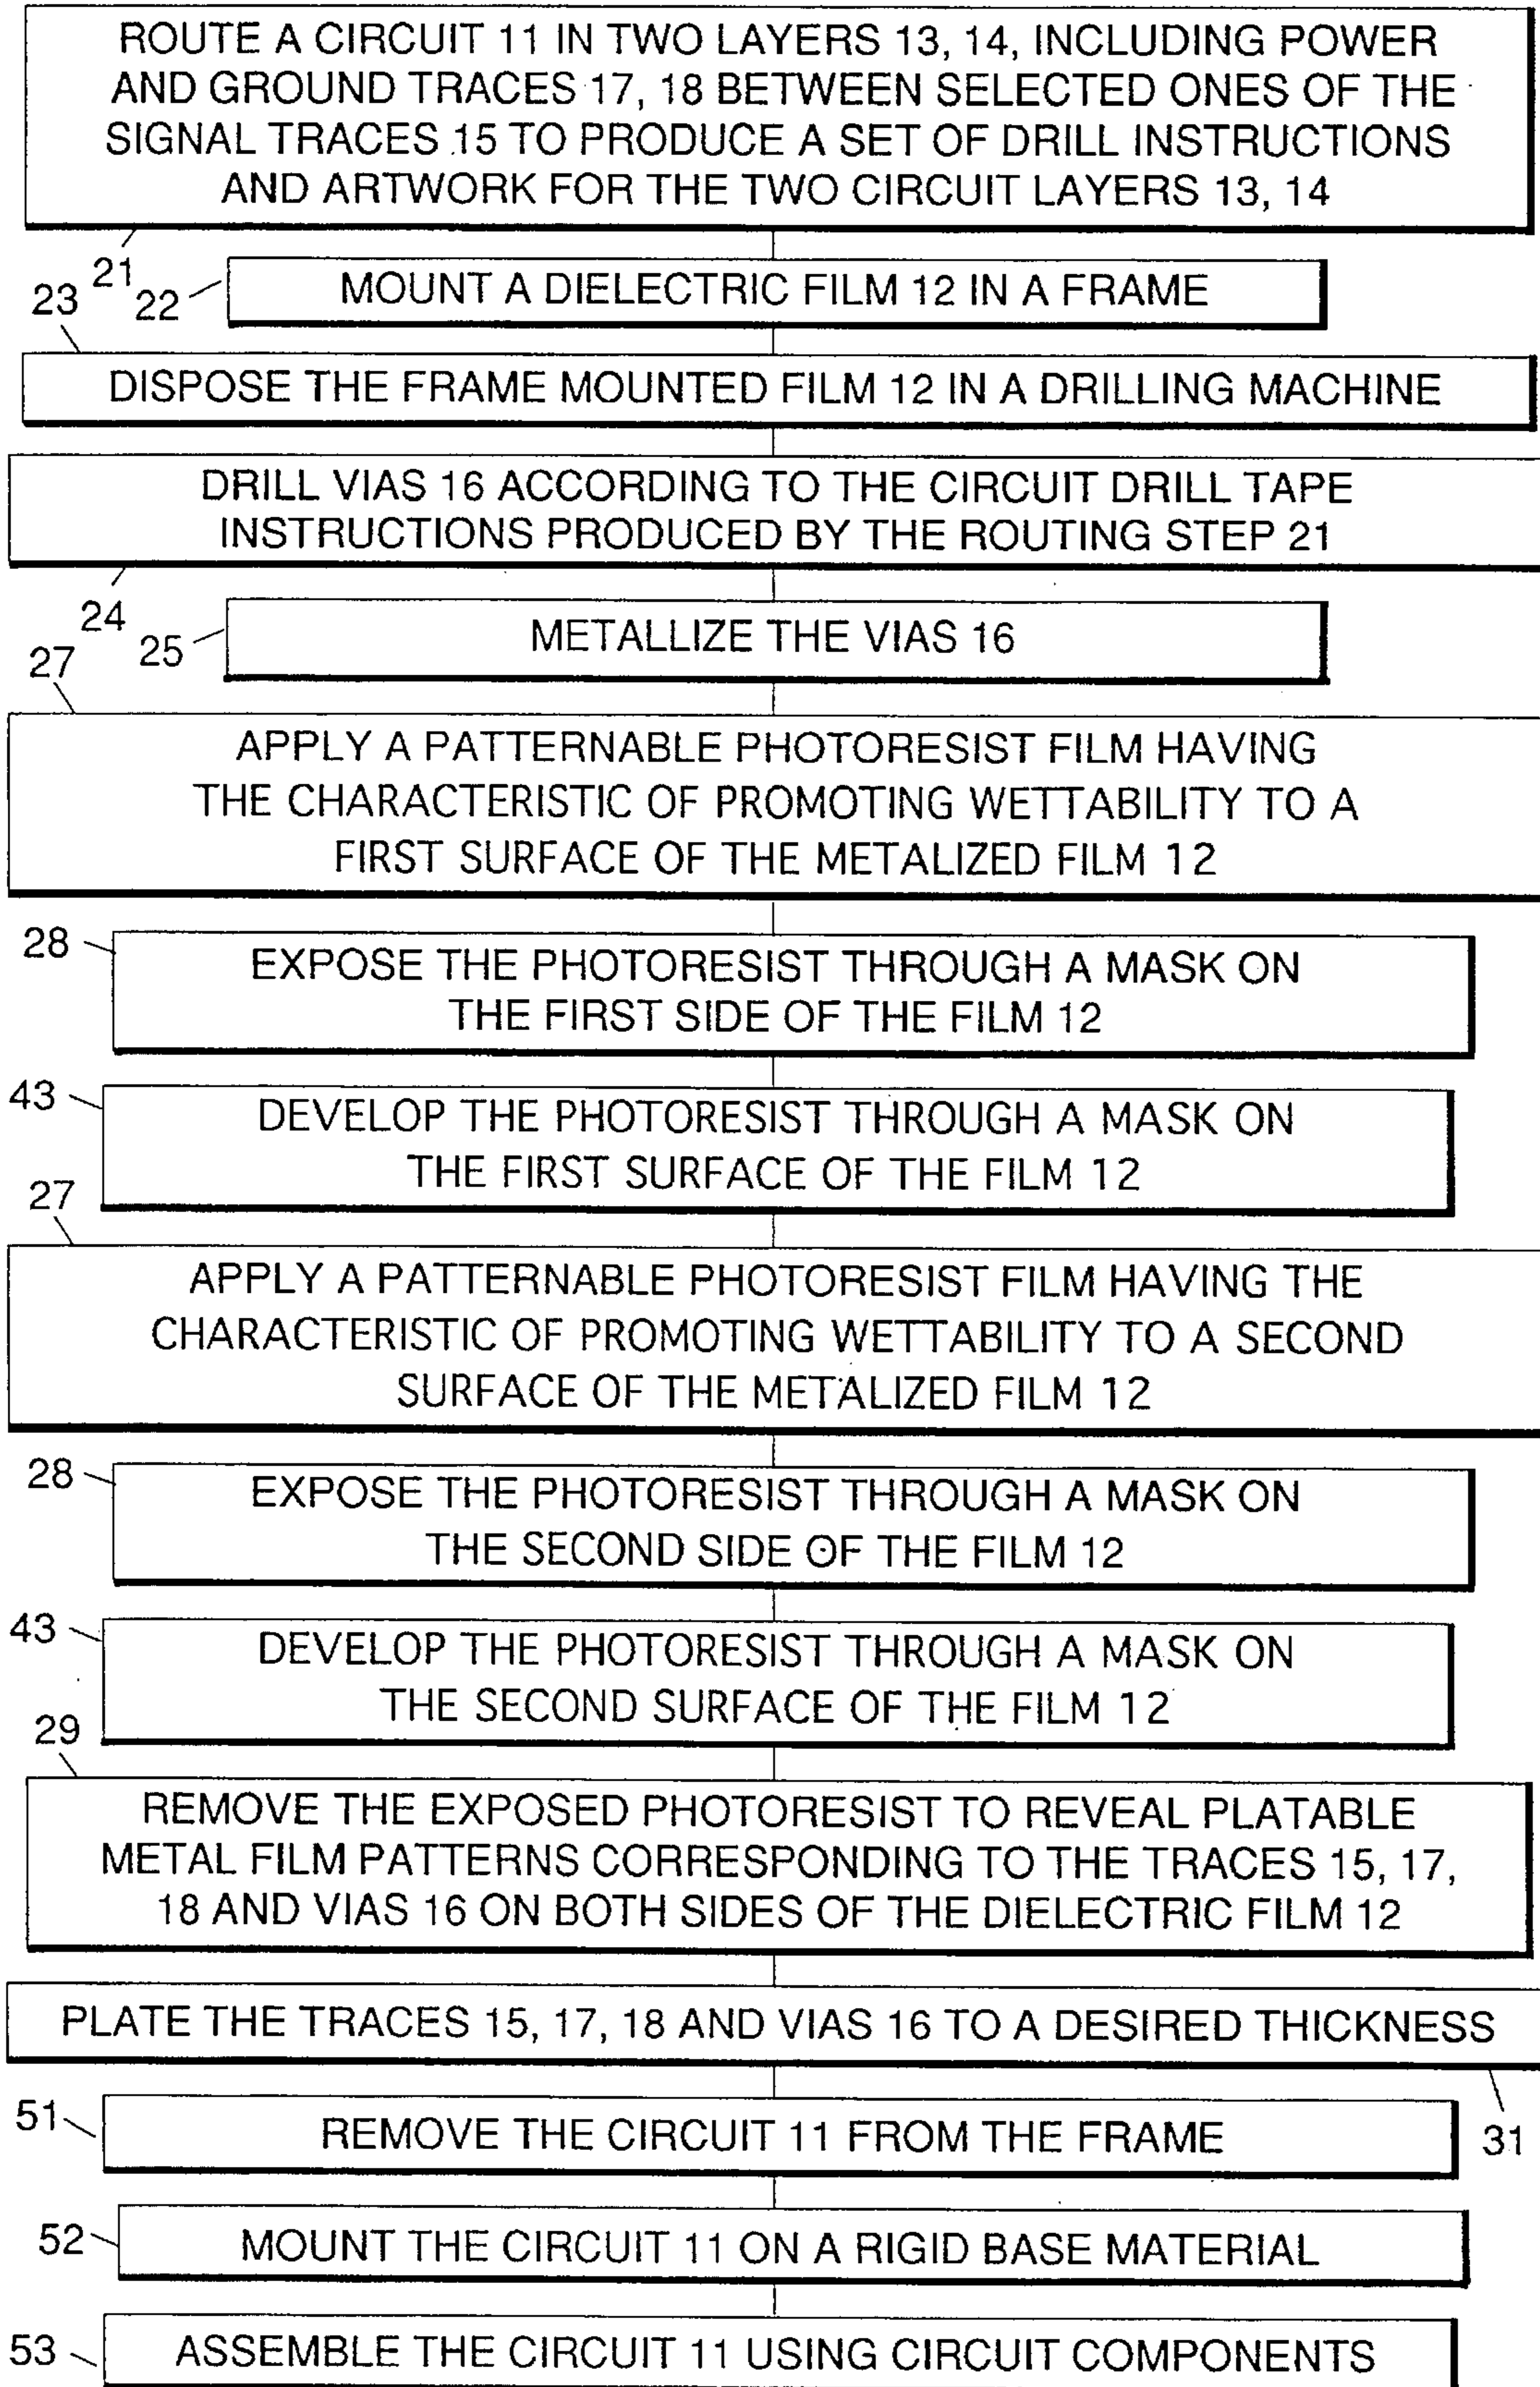 ROUTE A CIRCUIT 11 IN TWO LAYERS 13, 14, INCLUDING POWER
AND GROUND TRACES 17, 18 BETWEEN SELECTED ONES OF THE
SIGNAL TRACES 15 TO PRODUCE A SET OF DRILL INSTRUCTIONS
AND ARTWORK FOR THE TWO CIRCUIT LAYERS 13, 14
21
22
MOUNT A DIELECTRIC FILM 12 IN A FRAME
23
DISPOSE THE FRAME MOUNTED FILM 12 IN A DRILLING MACHINE
DRILL VIAS 16 ACCORDING TO THE CIRCUIT DRILL TAPE
INSTRUCTIONS PRODUCED BY THE ROUTING STEP 21
24
25
METALLIZE THE VIAS 16
27
APPLY A PATTERNABLE PHOTORESIST FILM HAVING
THE CHARACTERISTIC OF PROMOTING WETTABILITY TO A
FIRST SURFACE OF THE METALIZED FILM 12
28
EXPOSE THE PHOTORESIST THROUGH A MASK ON
THE FIRST SIDE OF THE FILM 12
43
DEVELOP THE PHOTORESIST THROUGH A MASK ON
THE FIRST SURFACE OF THE FILM 12
27
APPLY A PATTERNABLE PHOTORESIST FILM HAVING THE
CHARACTERISTIC OF PROMOTING WETTABILITY TO A SECOND
SURFACE OF THE METALIZED FILM 12
28
EXPOSE THE PHOTORESIST THROUGH A MASK ON
THE SECOND SIDE OF THE FILM 12
43
DEVELOP THE PHOTORESIST THROUGH A MASK ON
THE SECOND SURFACE OF THE FILM 12
29
REMOVE THE EXPOSED PHOTORESIST TO REVEAL PLATABLE
METAL FILM PATTERNS CORRESPONDING TO THE TRACES 15, 17,
18 AND VIAS 16 ON BOTH SIDES OF THE DIELECTRIC FILM 12
PLATE THE TRACES 15, 17, 18 AND VIAS 16 TO A DESIRED THICKNESS
31
51
REMOVE THE CIRCUIT 11 FROM THE FRAME
52
MOUNT THE CIRCUIT 11 ON A RIGID BASE MATERIAL
53
ASSEMBLE THE CIRCUIT 11 USING CIRCUIT COMPONENTS